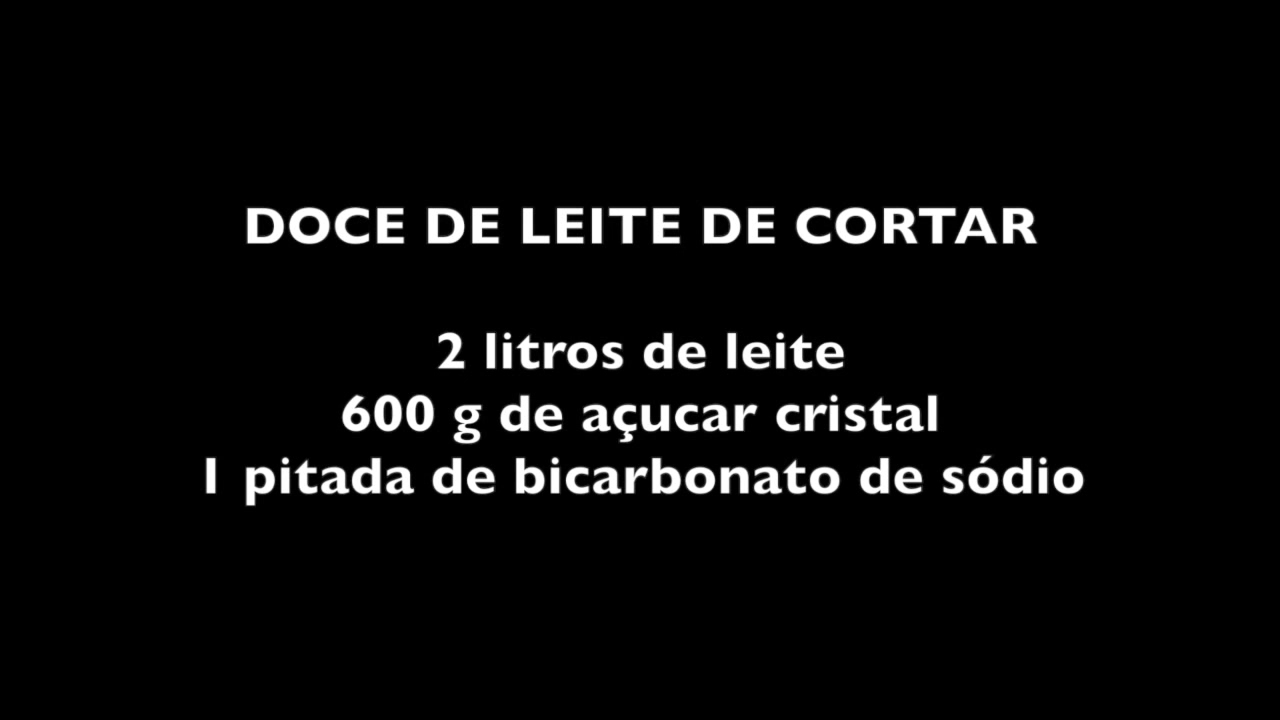 DOCE DE LEITE DE CORTAR
2 litros de leite
600 g de açucar cristal
1 pitada de bicarbonato de sódio